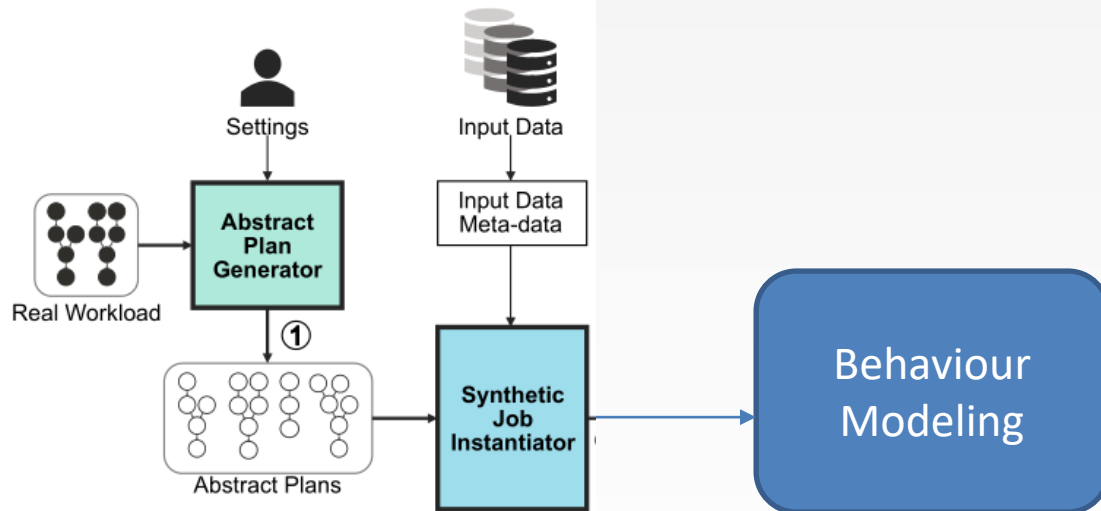 Settings
Input Data
Input Data
Meta-data
Abstract
Plan
Generator
Real Workload
①
Synthetic
Job
Instantiator
Abstract Plans
Behaviour
Modeling